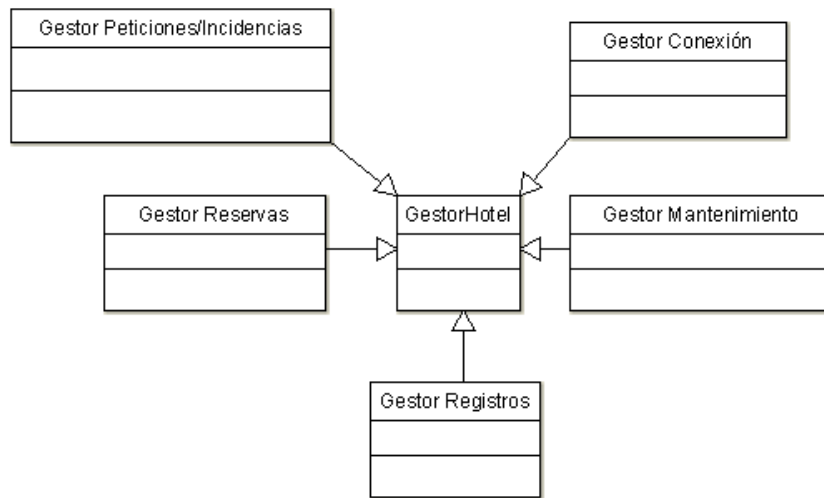 Gestor Peticiones/Incidencias
Gestor Conexión
Gestor Reservas
GestorHotel
Gestor Mantenimiento
Gestor Registros